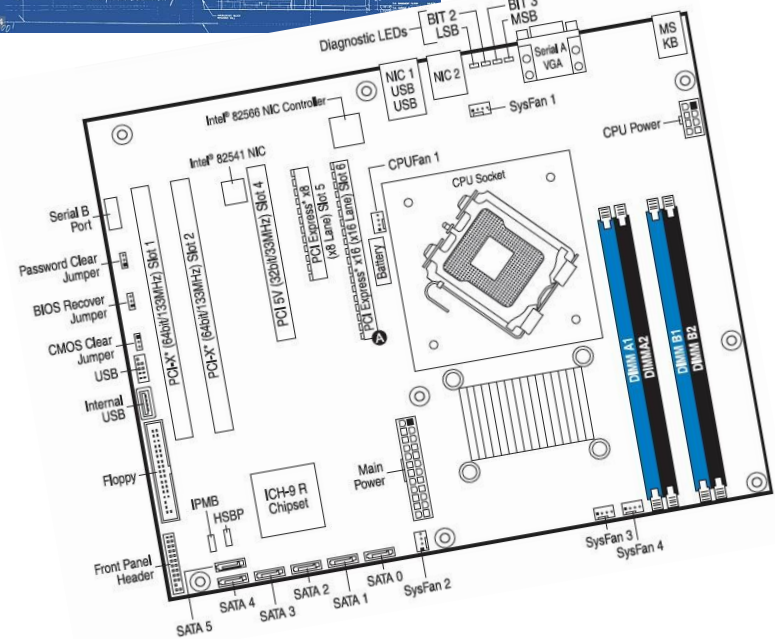 BIT 3
MSB
BIT 2
LSB
Diagnostic LEDs
MS
KB
Serial A
VGA
NIC 1
USB
USB
NIC 2
SysFan 1
CPU Power
Intel® 82566 NIC Controller
Intel® 82541 NIC
CPUFan 1
CPU Socket
Battery
Serial B
Port
Password Clear
Jumper
BIOS Recover
Jumper
CMOS Clear
Jumper
USB
Internal
USB
Floppy
PCI-X* (64bit/133MHz) Slot 1
PCI-X* (64bit/133MHz) Slot 2
PCI 5V (32bit/33MHz) Slot 4
PCI Express* x8
(x8 Lane) Slot 5
PCI Express* x16 (x16 Lane) Slot 6
A
DIMM A1
DIMMA2
DIMM B1
DIMM B2
Main
Power
ICH-9 R
Chipset
IPMB
HSBP
Front Panel
Header
SATA 5
SATA 4
SATA 3
SATA 2
SATA 1
SATA 0
SysFan 2
SysFan 3
SysFan 4